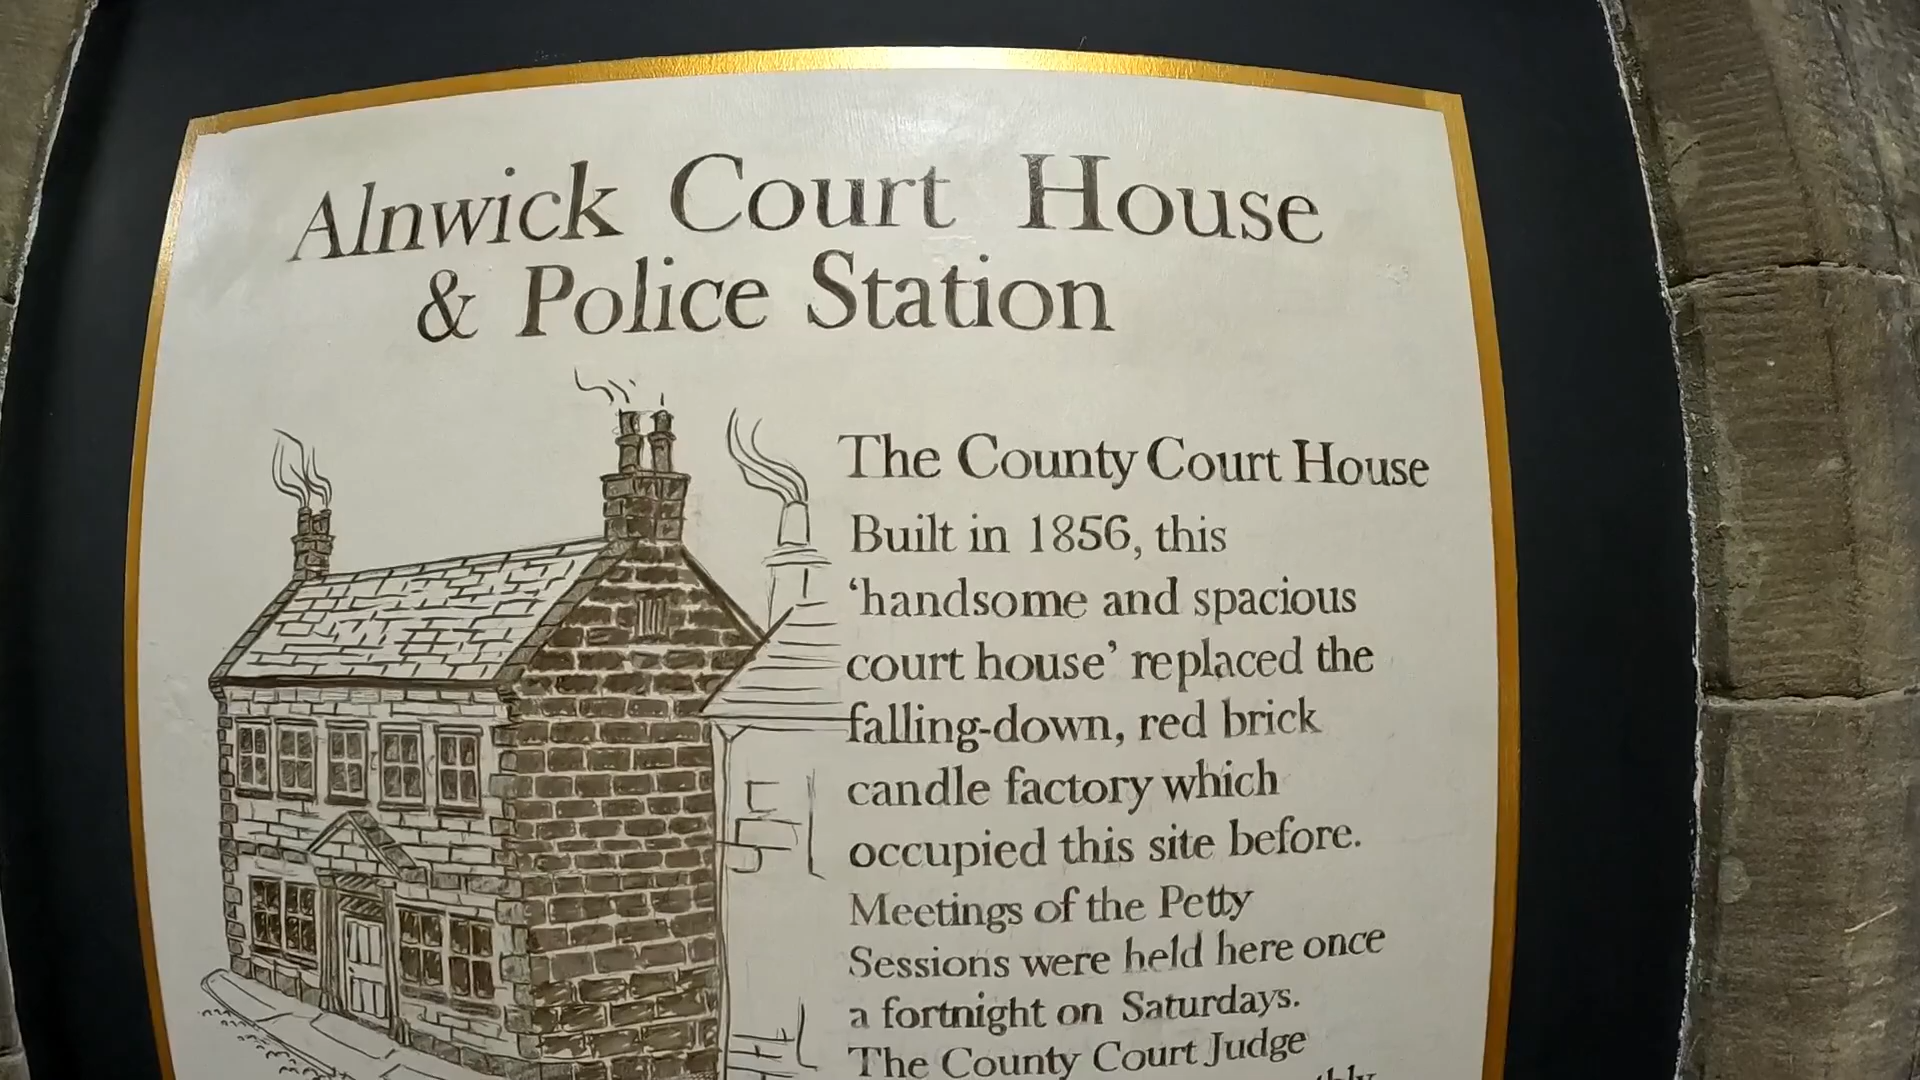 Alnwick Court House
& Police Station
The County Court House
Built in 1856, this
‘handsome and spacious
court house’ replaced the
falling-down, red brick
candle factory which
occupied this site before.
Meetings of the Petty
Sessions were held here once
a fortnight on Saturdays.
The County Court Judge